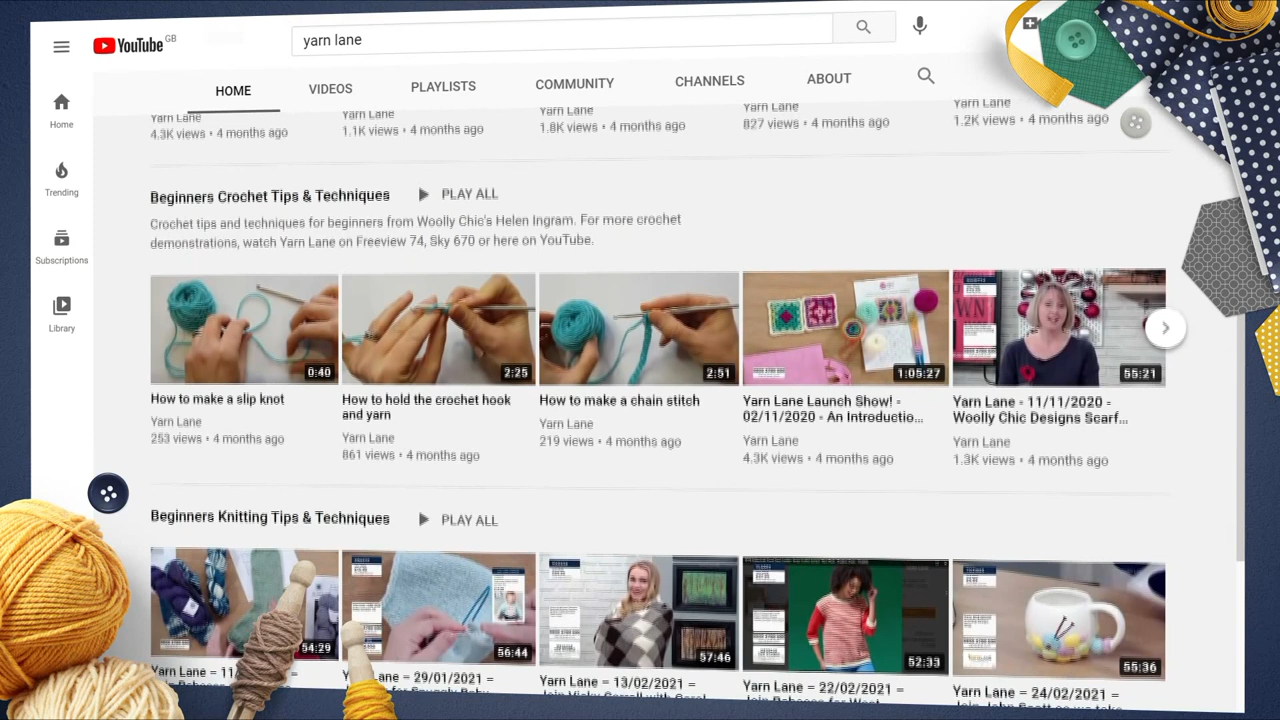 YouTube GB
yarn lane
HOME VIDEOS PLAYLISTS COMMUNITY CHANNELS ABOUT
Home
Trending
Subscriptions
Library
Yarn Lane Yarn Lane Yarn Lane Yarn Lane Yarn Lane
4.3K views • 4 months ago 1.1K views • 4 months ago 1.8K views • 4 months ago 827 views • 4 months ago 1.2K views • 4 months ago
Beginners Crochet Tips & Techniques PLAY ALL
Crochet tips and techniques for beginners from Woolly Chic's Helen Ingram. For more crochet
demonstrations, watch Yarn Lane on Freeview 74, Sky 670 or here on YouTube.
0:40 2:25 2:51 1:05:27 55:21
How to make a slip knot
Yarn Lane
253 views • 4 months ago
How to hold the crochet hook
and yarn
Yarn Lane
861 views • 4 months ago
How to make a chain stitch
Yarn Lane
219 views • 4 months ago
Yarn Lane Launch Show! -
02/11/2020 - An Introductio...
Yarn Lane
4.3K views • 4 months ago
Yarn Lane - 11/11/2020 -
Woolly Chic Designs Scarf...
Yarn Lane
1.3K views • 4 months ago
Beginners Knitting Tips & Techniques PLAY ALL
54:29 56:44 57:46 52:33 55:36
Yarn Lane - 11
Lane - 29/01/2021 -
Yarn Lane - 13/02/2021 -
Yarn Lane - 22/02/2021 -
Yarn Lane - 24/02/2021 -